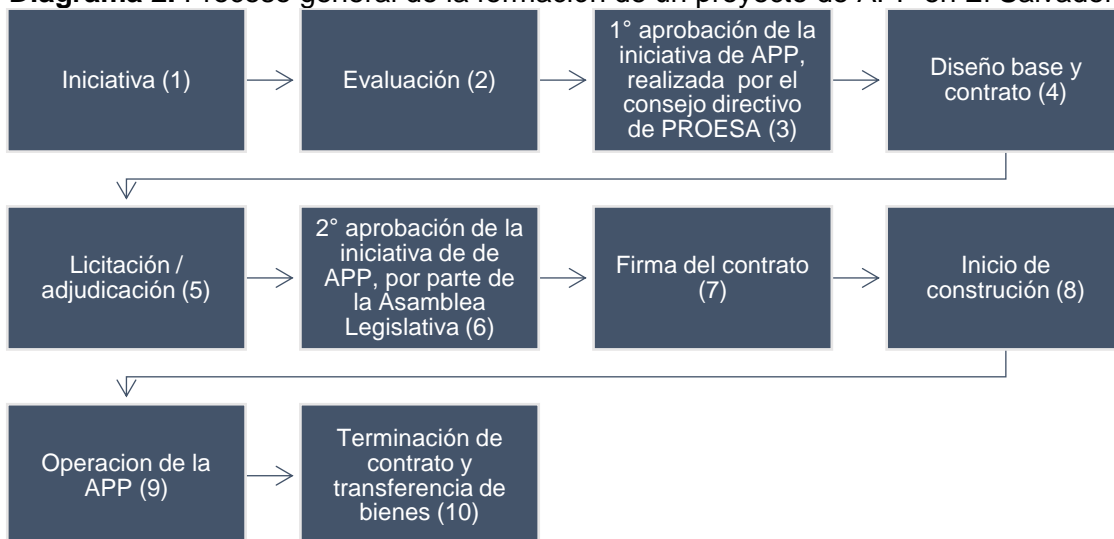 Diagrama 2. Proceso general de la formación de un proyecto de APP en El Salvador.
Iniciativa (1)
Evaluación (2)
1° aprobación de la
iniciativa de APP,
realizada por el
consejo directivo
de PROESA (3)
Diseño base y
contrato (4)
Licitación /
adjudicación (5)
2° aprobación de la
iniciativa de de
APP, por parte de
la Asamblea
Legislativa (6)
Firma del contrato
(7)
Inicio de
construción (8)
Operacion de la
APP (9)
Terminación de
contrato y
transferencia de
bienes (10)